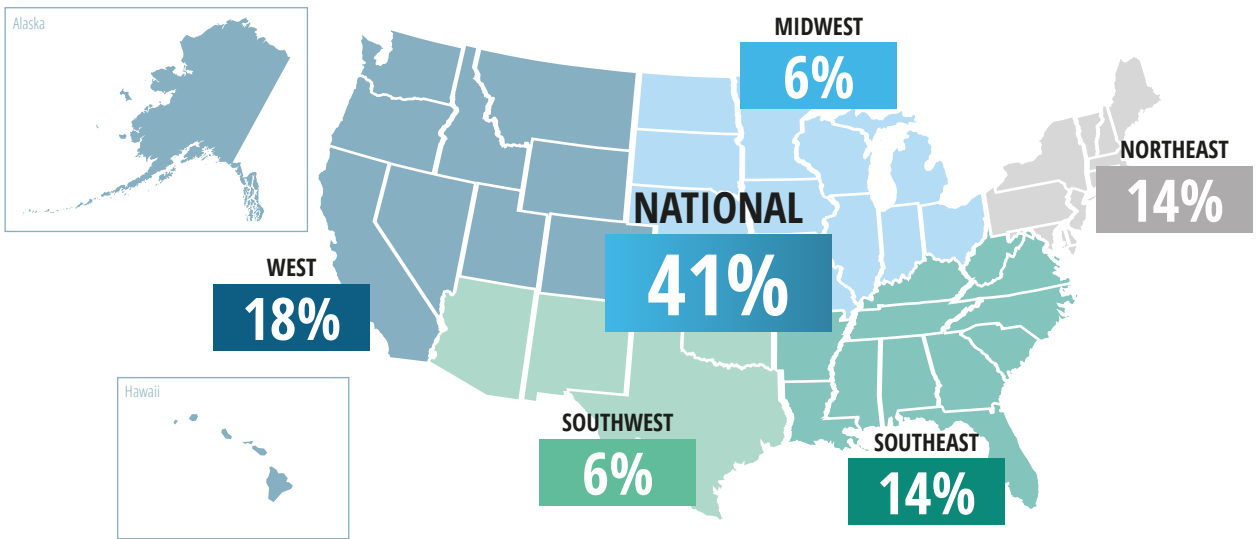 Alaska
MIDWEST
6%
NORTHEAST
14%
NATIONAL
41%
WEST
18%
Hawaii
SOUTHWEST
6%
SOUTHEAST
14%